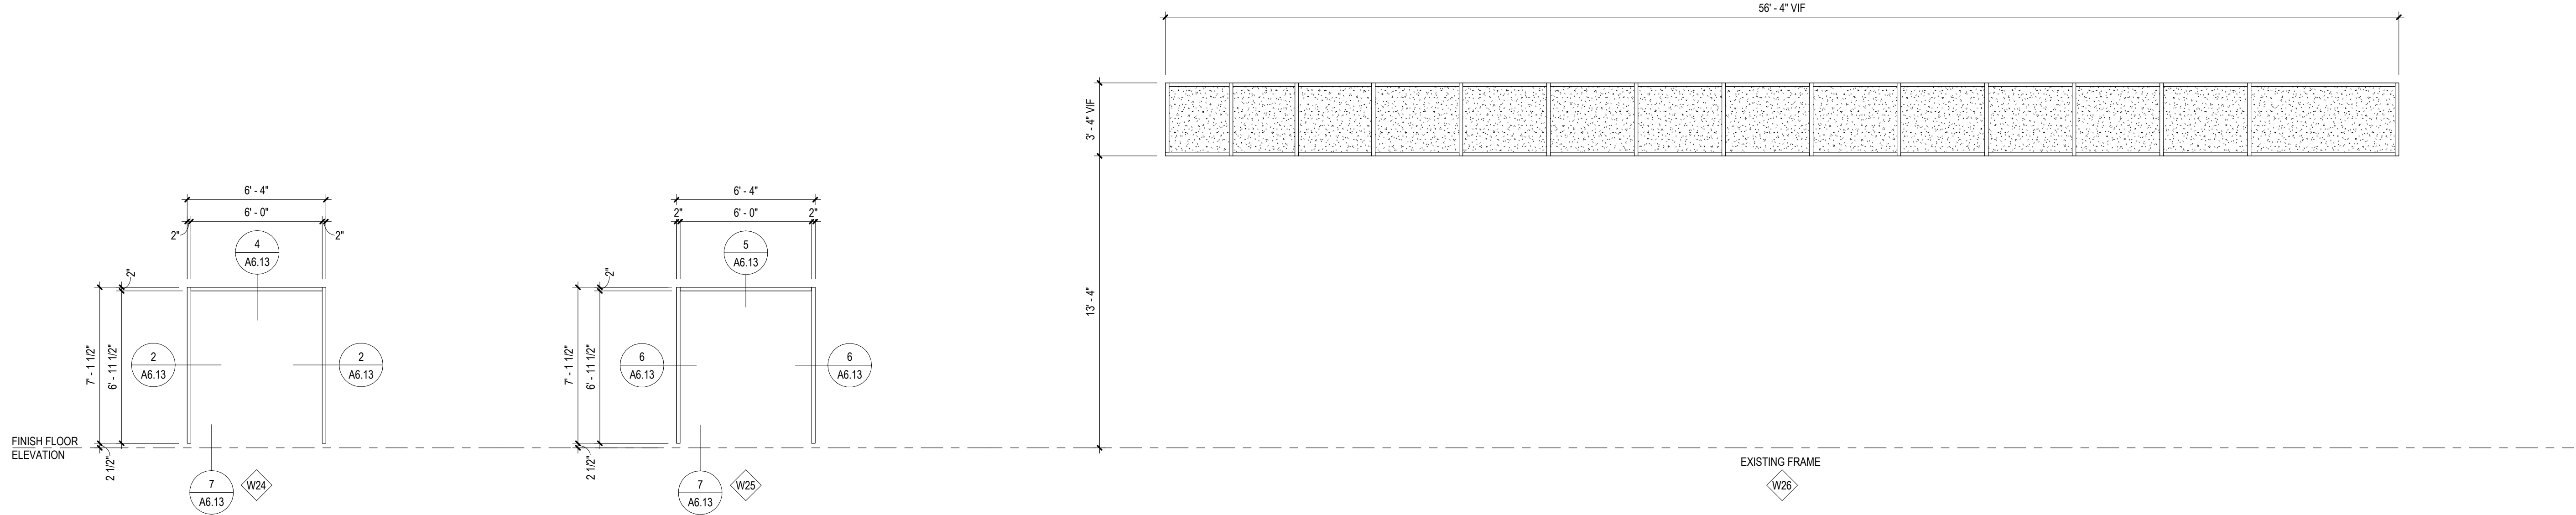 56' - 4" VIF
3' - 4" VIF
13' - 4"
6' - 4"
6' - 0"
2"
2"
4
A6.13
2"
7' - 1 1/2"
6' - 11 1/2"
2
A6.13
2
A6.13
2 1/2"
7
A6.13
W24
6' - 4"
2"
6' - 0"
2"
5
A6.13
2"
7' - 1 1/2"
6' - 11 1/2"
6
A6.13
6
A6.13
2 1/2"
7
A6.13
W25
FINISH FLOOR
ELEVATION
EXISTING FRAME
W26